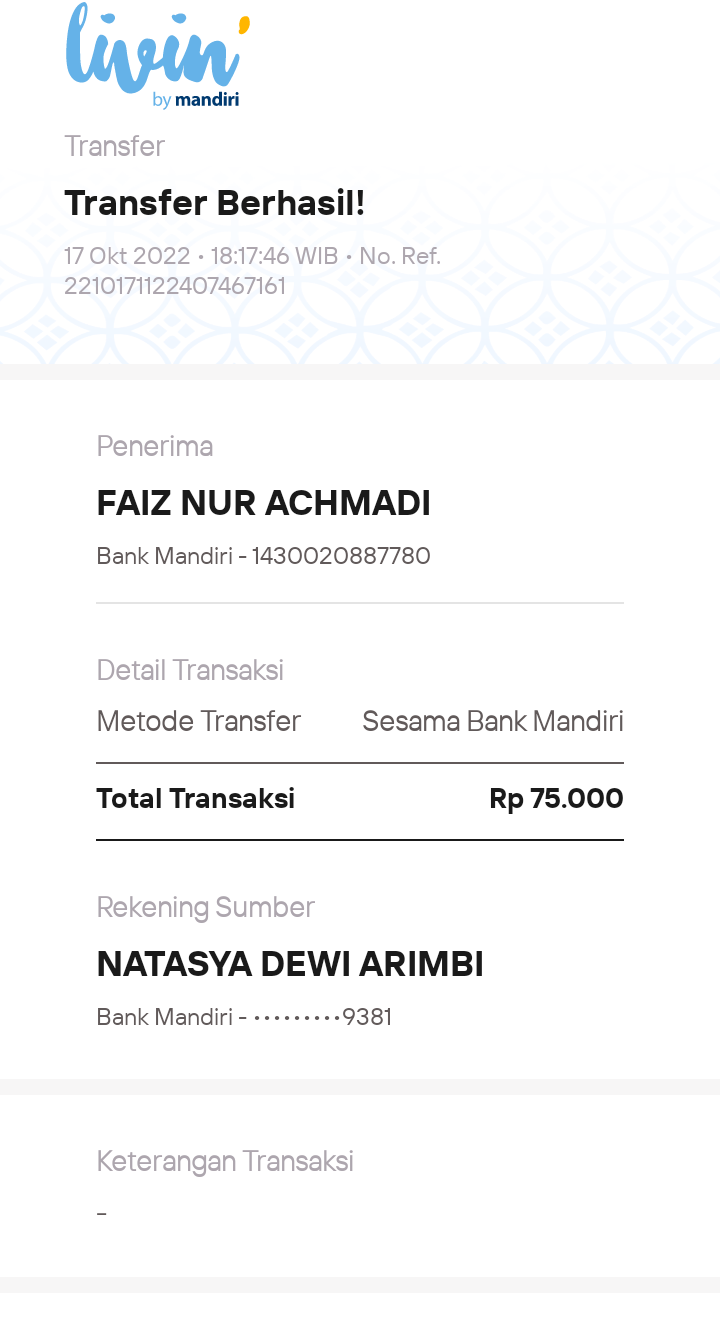 livin'
by mandiri
Transfer
Transfer Berhasil!
17 Okt 2022 • 18:17:46 WIB • No. Ref.
2210171122407467161
Penerima
FAIZ NUR ACHMADI
Bank Mandiri - 1430020887780
Detail Transaksi
Metode Transfer Sesama Bank Mandiri
Total Transaksi Rp 75.000
Rekening Sumber
NATASYA DEWI ARIMBI
Bank Mandiri - •••••••••9381
Keterangan Transaksi
-